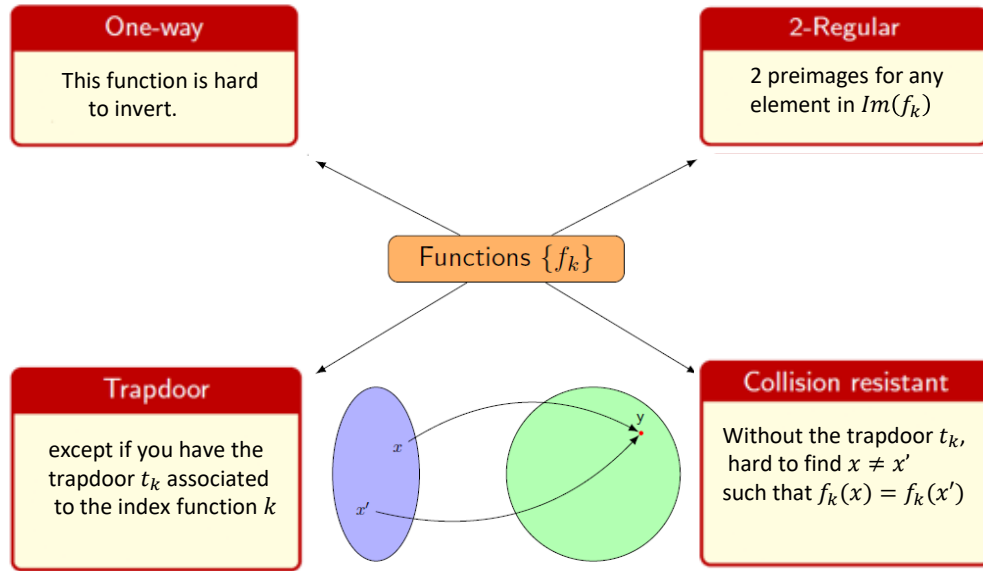 One-way
This function is hard
to invert.
2-Regular
2 preimages for any
element in Im(f_k)
Functions {f_k}
Trapdoor
except if you have the
trapdoor t_k associated
to the index function k
x
x'
y
Collision resistant
Without the trapdoor t_k,
hard to find x ≠ x'
such that f_k(x) = f_k(x')